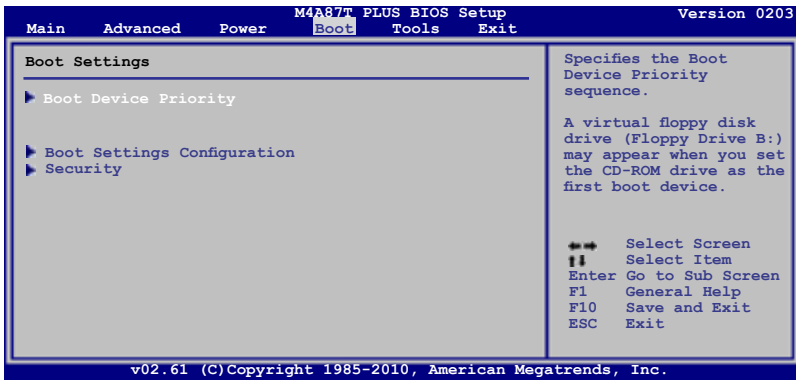 M4A87T PLUS BIOS Setup Version 0203
Main Advanced Power Boot Tools Exit
Boot Settings
Boot Device Priority
Boot Settings Configuration
Security
Specifies the Boot
Device Priority
sequence.
A virtual floppy disk
drive (Floppy Drive B:)
may appear when you set
the CD-ROM drive as the
first boot device.
Select Screen
Select Item
Enter Go to Sub Screen
F1 General Help
F10 Save and Exit
ESC Exit
v02.61 (C)Copyright 1985-2010, American Megatrends, Inc.